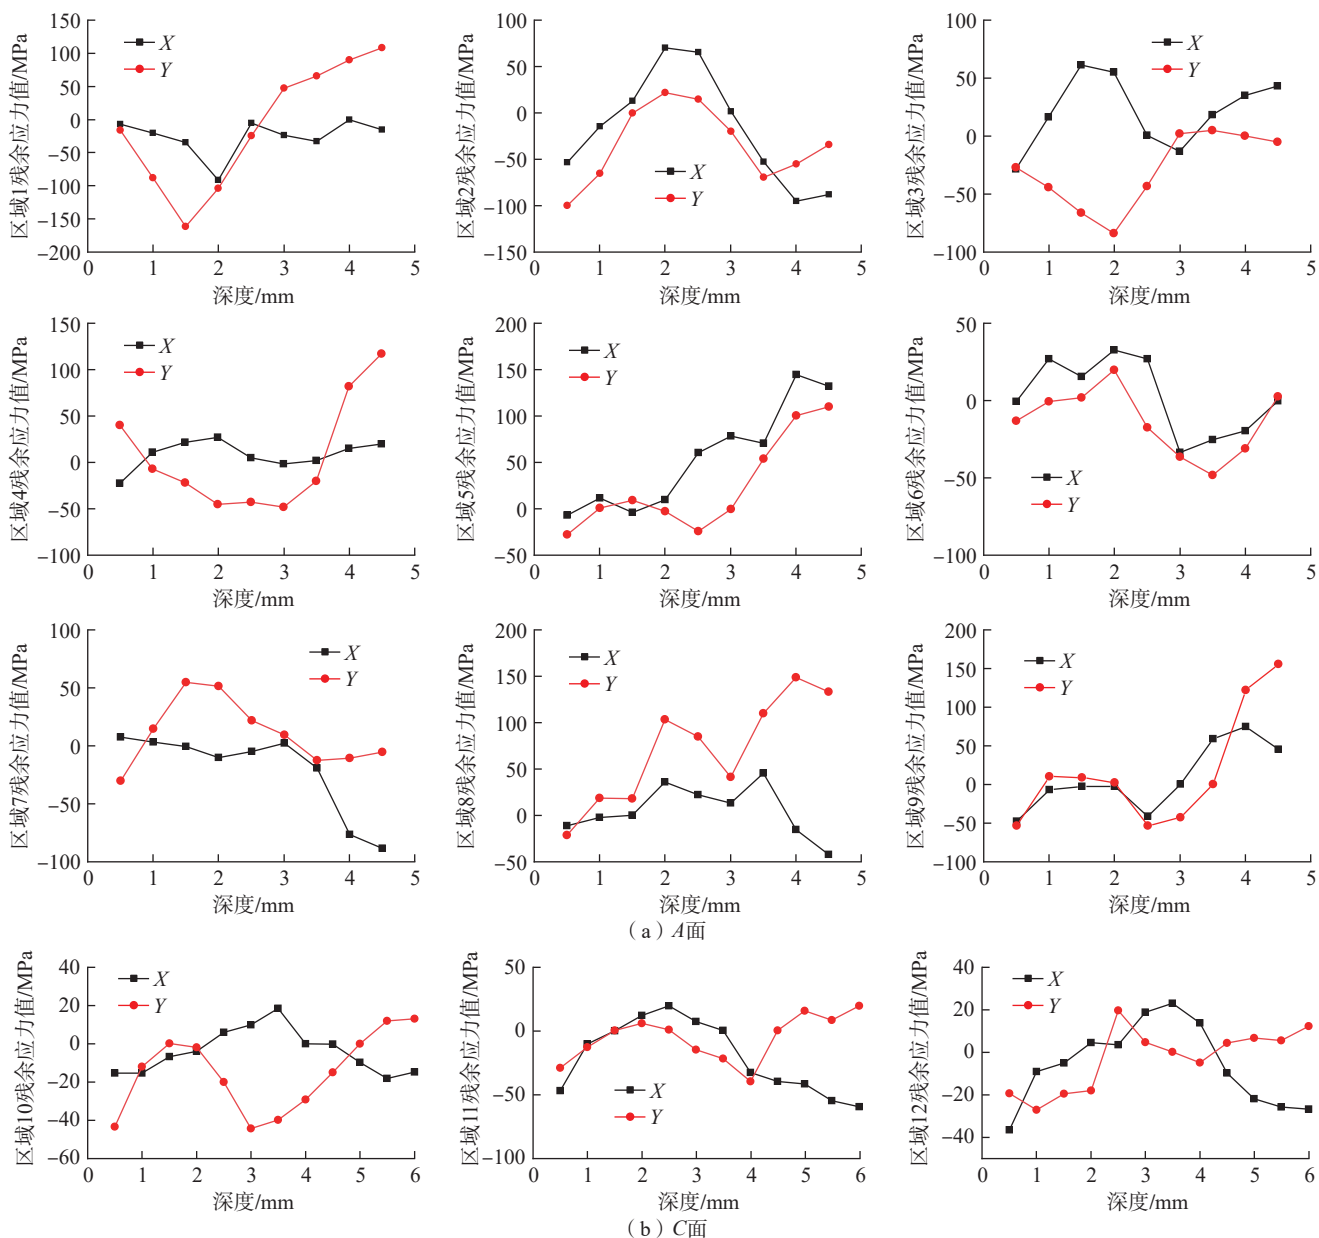 区域1残余应力值/MPa
150
100
50
0
−50
−100
−150
−200
X
Y
0 1 2 3 4 5
深度/mm
区域2残余应力值/MPa
100
50
0
−50
−100
−150
X
Y
0 1 2 3 4 5
深度/mm
区域3残余应力值/MPa
100
50
0
−50
−100
X
Y
0 1 2 3 4 5
深度/mm
区域4残余应力值/MPa
150
100
50
0
−50
−100
X
Y
0 1 2 3 4 5
深度/mm
区域5残余应力值/MPa
200
150
100
50
0
−50
X
Y
0 1 2 3 4 5
深度/mm
区域6残余应力值/MPa
50
0
−50
−100
X
Y
0 1 2 3 4 5
深度/mm
区域7残余应力值/MPa
100
50
0
−50
−100
X
Y
0 1 2 3 4 5
深度/mm
区域8残余应力值/MPa
200
150
100
50
0
−50
X
Y
0 1 2 3 4 5
深度/mm
区域9残余应力值/MPa
200
150
100
50
0
−50
−100
X
Y
0 1 2 3 4 5
深度/mm
（a）A面
区域10残余应力值/MPa
40
20
0
−20
−40
−60
X
Y
0 1 2 3 4 5 6
深度/mm
区域11残余应力值/MPa
50
0
−50
−100
X
Y
0 1 2 3 4 5 6
深度/mm
区域12残余应力值/MPa
40
20
0
−20
−40
X
Y
0 1 2 3 4 5 6
深度/mm
（b）C面